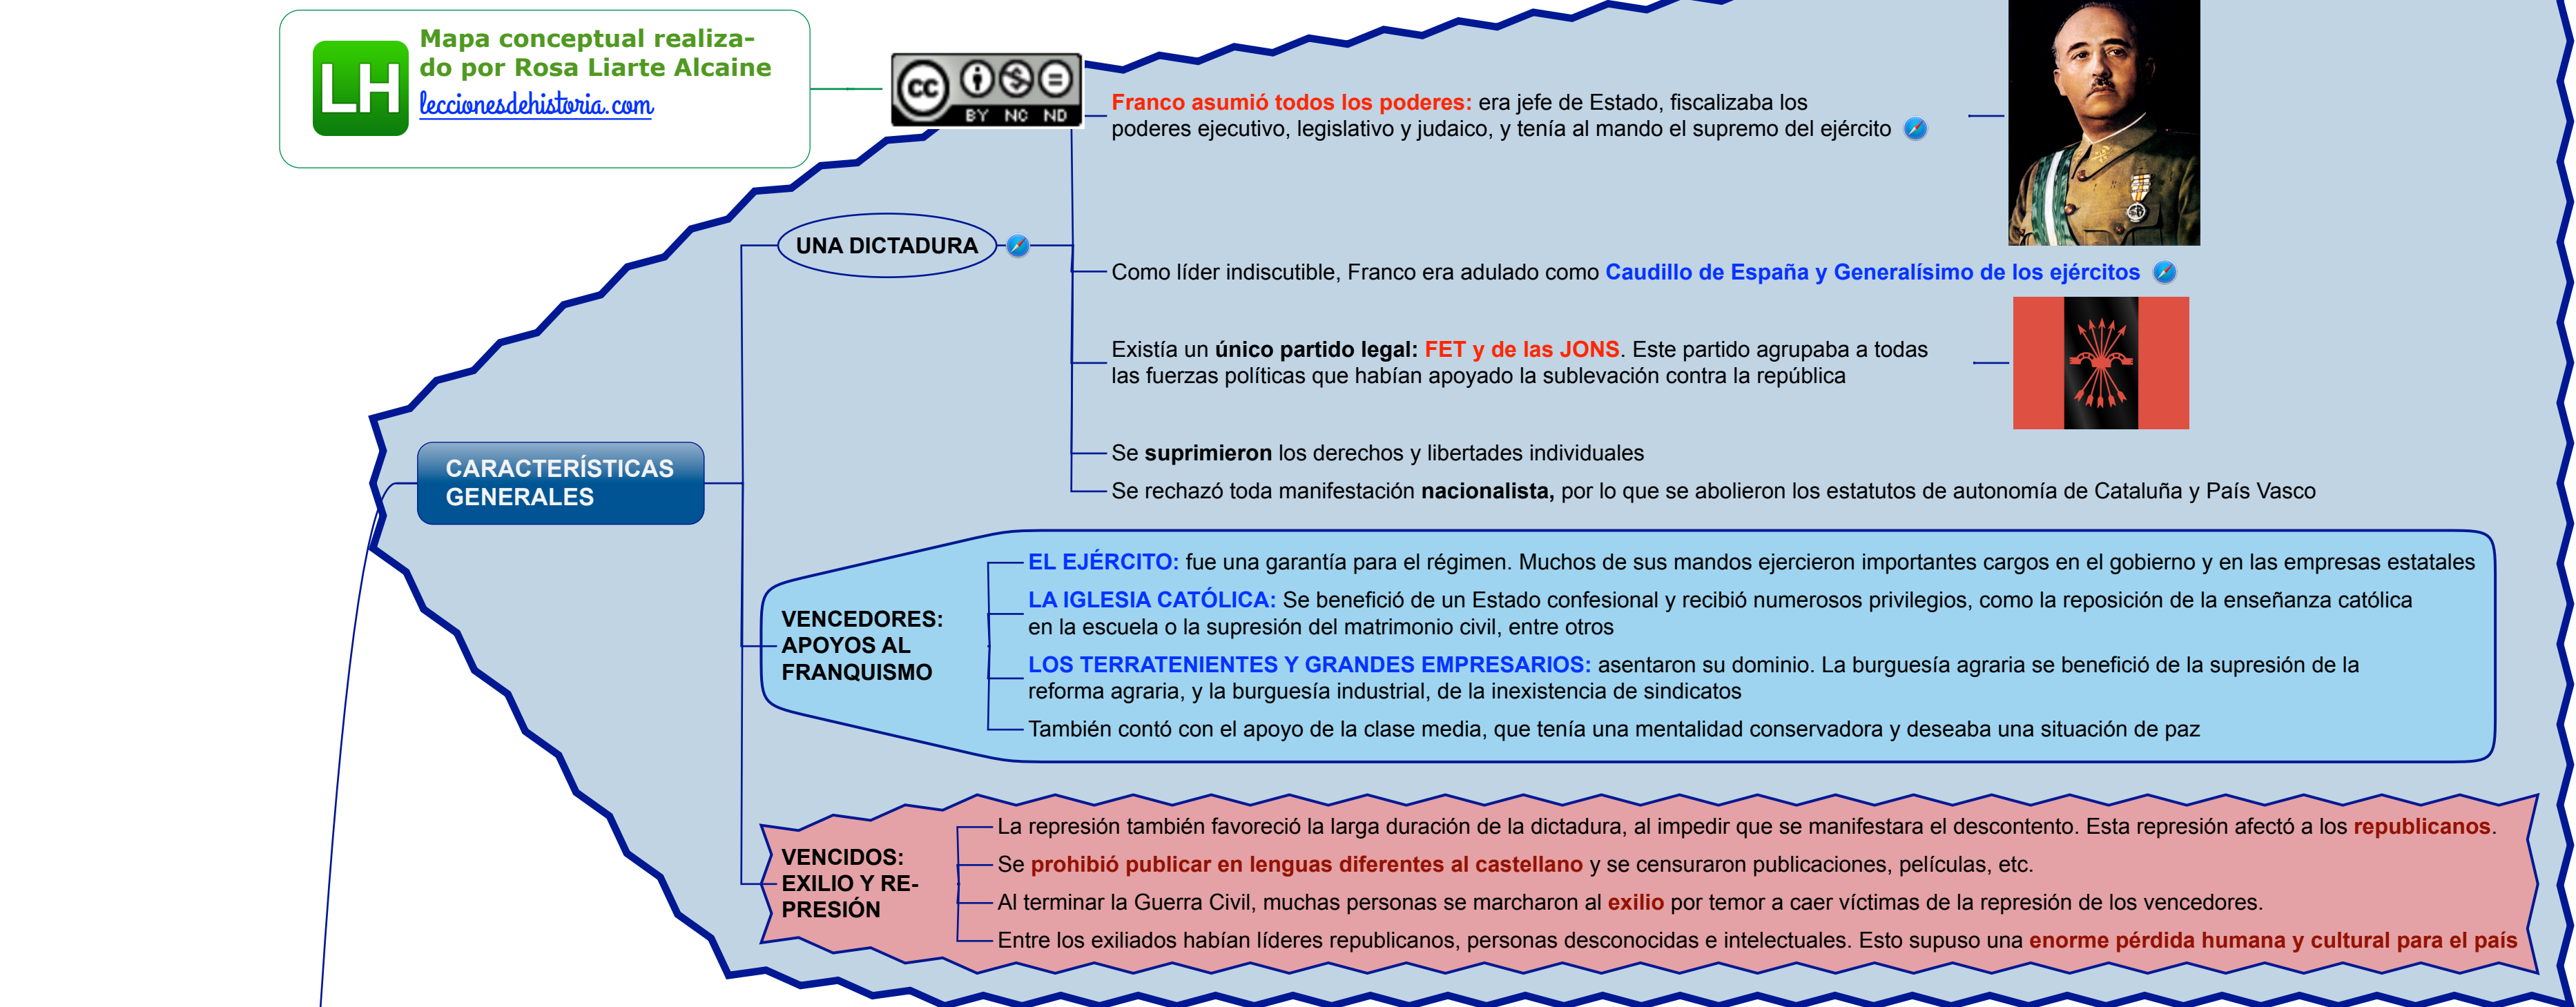 LH
Mapa conceptual realiza-
do por Rosa Liarte Alcaine
leccionesdehistoria.com
cc
BY NC ND
Franco asumió todos los poderes: era jefe de Estado, fiscalizaba los
poderes ejecutivo, legislativo y judaico, y tenía al mando el supremo del ejército
UNA DICTADURA
Como líder indiscutible, Franco era adulado como Caudillo de España y Generalísimo de los ejércitos
Existía un único partido legal: FET y de las JONS. Este partido agrupaba a todas
las fuerzas políticas que habían apoyado la sublevación contra la república
Se suprimieron los derechos y libertades individuales
Se rechazó toda manifestación nacionalista, por lo que se abolieron los estatutos de autonomía de Cataluña y País Vasco
CARACTERÍSTICAS
GENERALES
VENCEDORES:
APOYOS AL
FRANQUISMO
EL EJÉRCITO: fue una garantía para el régimen. Muchos de sus mandos ejercieron importantes cargos en el gobierno y en las empresas estatales
LA IGLESIA CATÓLICA: Se benefició de un Estado confesional y recibió numerosos privilegios, como la reposición de la enseñanza católica
en la escuela o la supresión del matrimonio civil, entre otros
LOS TERRATENIENTES Y GRANDES EMPRESARIOS: asentaron su dominio. La burguesía agraria se benefició de la supresión de la
reforma agraria, y la burguesía industrial, de la inexistencia de sindicatos
También contó con el apoyo de la clase media, que tenía una mentalidad conservadora y deseaba una situación de paz
VENCIDOS:
EXILIO Y RE-
PRESIÓN
La represión también favoreció la larga duración de la dictadura, al impedir que se manifestara el descontento. Esta represión afectó a los republicanos.
Se prohibió publicar en lenguas diferentes al castellano y se censuraron publicaciones, películas, etc.
Al terminar la Guerra Civil, muchas personas se marcharon al exilio por temor a caer víctimas de la represión de los vencedores.
Entre los exiliados habían líderes republicanos, personas desconocidas e intelectuales. Esto supuso una enorme pérdida humana y cultural para el país